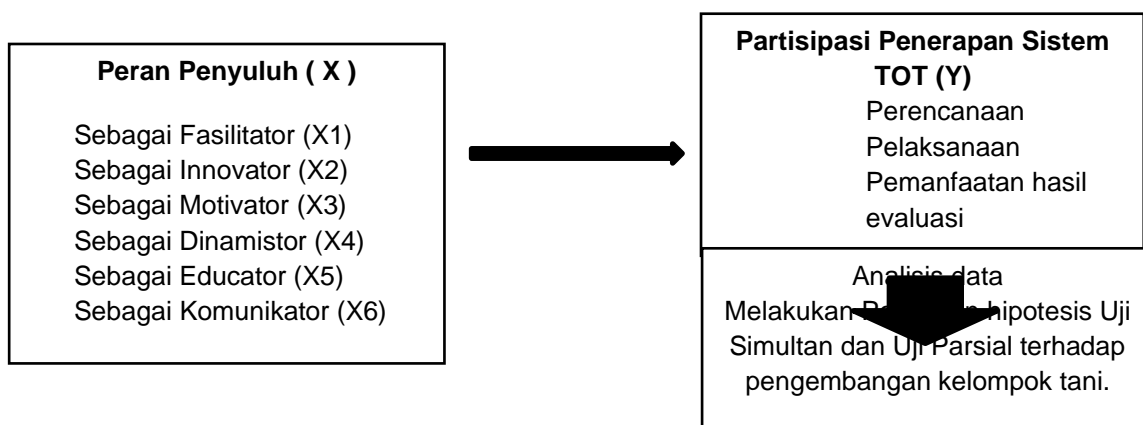 Peran Penyuluh ( X )
Sebagai Fasilitator (X1)
Sebagai Innovator (X2)
Sebagai Motivator (X3)
Sebagai Dinamistor (X4)
Sebagai Educator (X5)
Sebagai Komunikator (X6)
Partisipasi Penerapan Sistem
TOT (Y)
Perencanaan
Pelaksanaan
Pemanfaatan hasil
evaluasi
Analisis data
Melakukan hipotesis Uji
Simultan dan Uji Parsial terhadap
pengembangan kelompok tani.